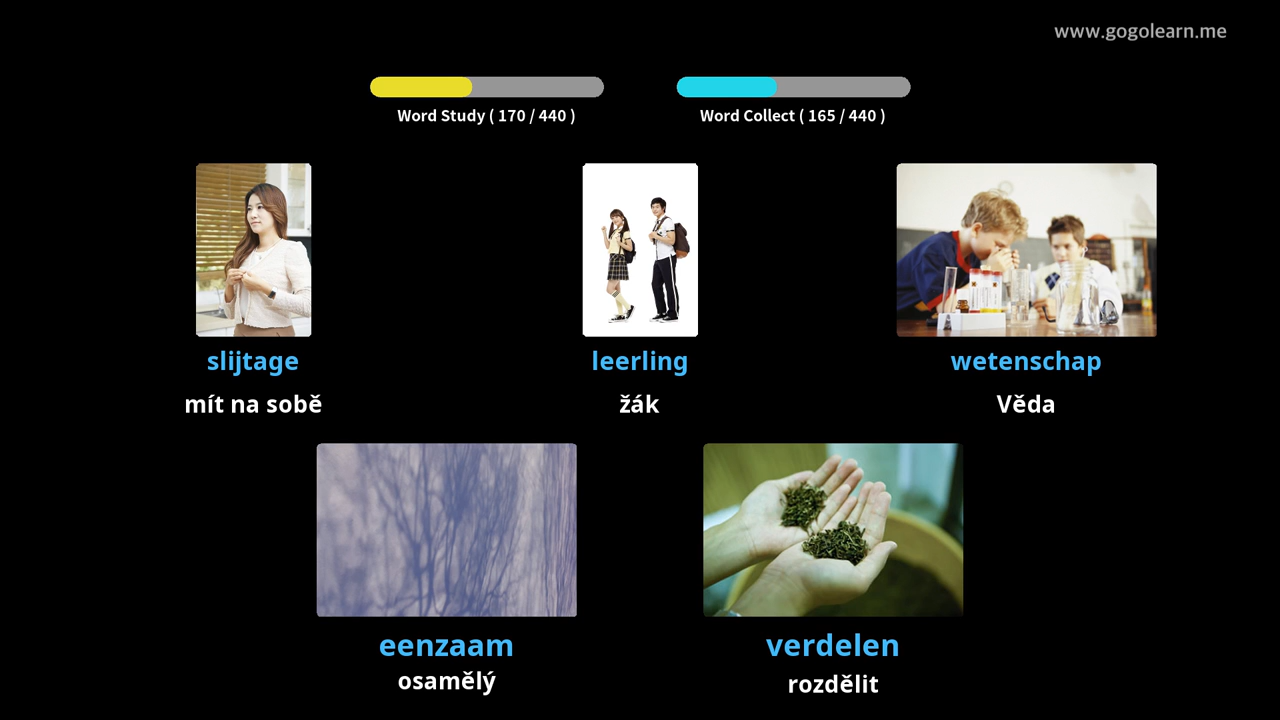 www.gogolearn.me
Word Study ( 170 / 440 )
Word Collect ( 165 / 440 )
slijtage
mít na sobě
leerling
žák
wetenschap
Věda
eenzaam
osamělý
verdelen
rozdělit